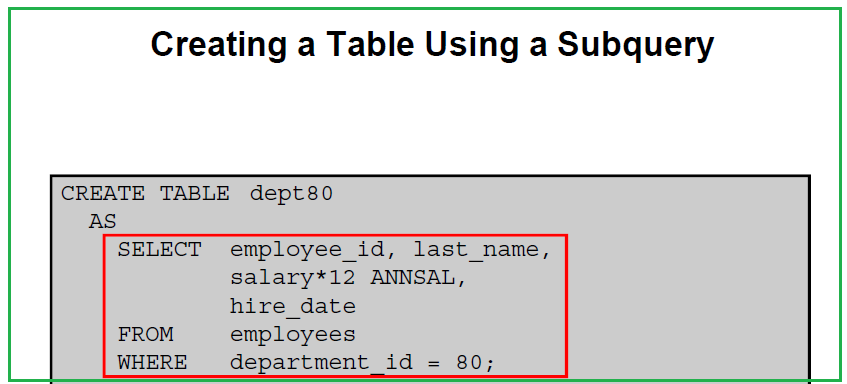 Creating a Table Using a Subquery
CREATE TABLE dept80
AS
SELECT employee_id, last_name,
salary*12 ANNSAL,
hire_date
FROM employees
WHERE department_id = 80;